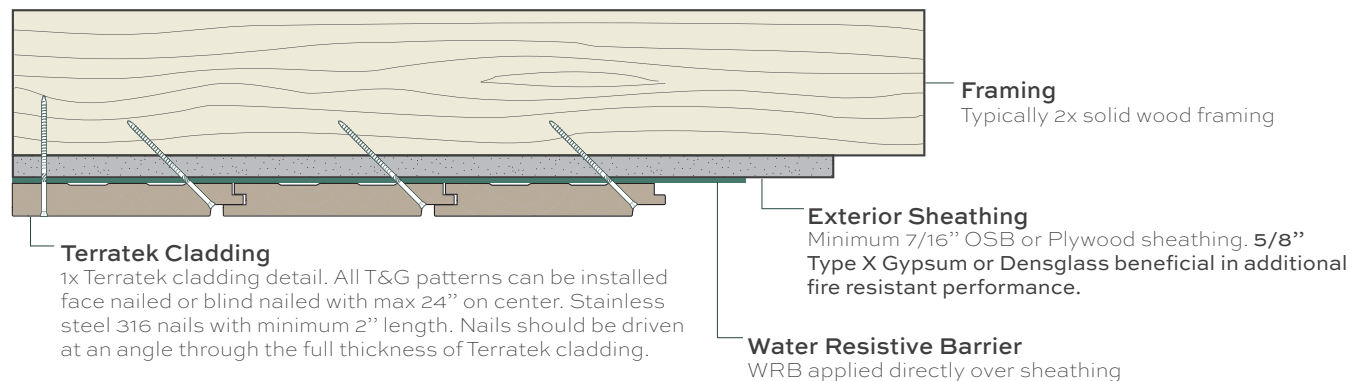 Framing
Typically 2x solid wood framing
Exterior Sheathing
Minimum 7/16” OSB or Plywood sheathing. 5/8”
Type X Gypsum or Densglass beneficial in additional
fire resistant performance.
Terratek Cladding
1x Terratek cladding detail. All T&G patterns can be installed
face nailed or blind nailed with max 24” on center. Stainless
steel 316 nails with minimum 2” length. Nails should be driven
at an angle through the full thickness of Terratek cladding.
Water Resistive Barrier
WRB applied directly over sheathing